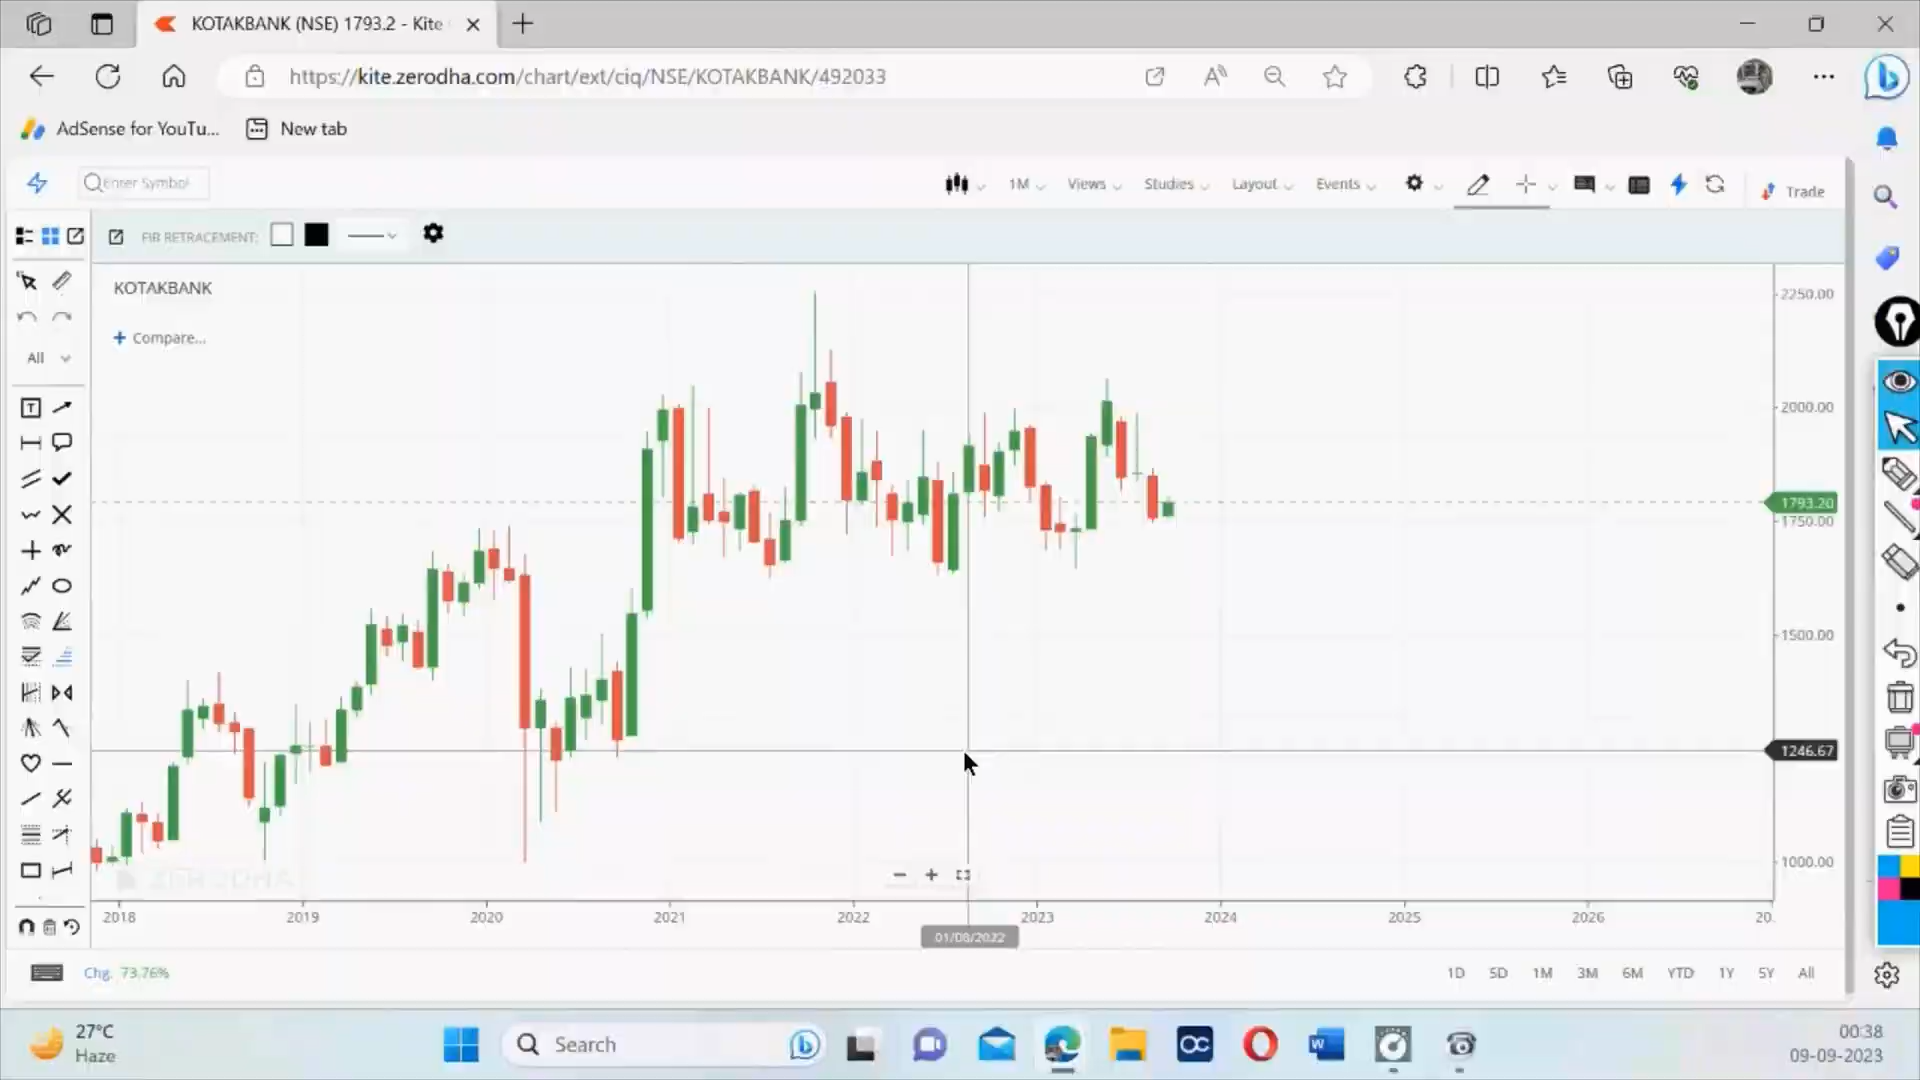 KOTAKBANK (NSE) 1793.2 - Kite
https://kite.zerodha.com/chart/ext/ciq/NSE/KOTAKBANK/492033
AdSense for YouTu...
New tab
Enter Symbol
1M
Views
Studies
Layout
Events
Trade
FIB RETRACEMENT:
KOTAKBANK
Compare...
All
2250.00
2000.00
1793.20
1750.00
1500.00
1246.67
1000.00
ZERODHA
2018 2019 2020 2021 2022 2023 2024 2025 2026 20
01/08/2022
Chg. 73.76%
1D 5D 1M 3M 6M YTD 1Y 5Y All
27°C
Haze
Search
00:38
09-09-2023